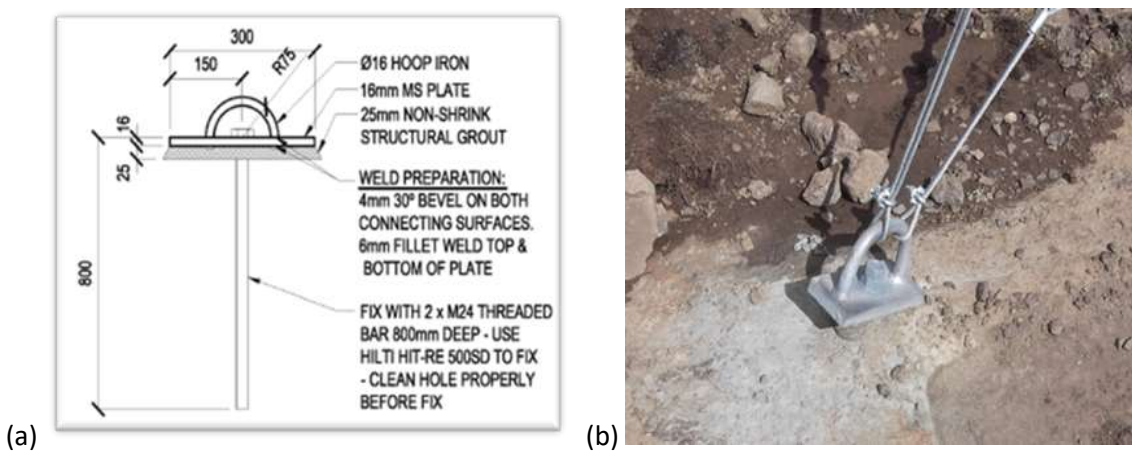 300
150
R75
Ø16 HOOP IRON
16mm MS PLATE
25mm NON-SHRINK
STRUCTURAL GROUT
16
25
WELD PREPARATION:
4mm 30º BEVEL ON BOTH
CONNECTING SURFACES.
6mm FILLET WELD TOP &
BOTTOM OF PLATE
800
FIX WITH 2 x M24 THREADED
BAR 800mm DEEP - USE
HILTI HIT-RE 500SD TO FIX
- CLEAN HOLE PROPERLY
BEFORE FIX
(a)
(b)